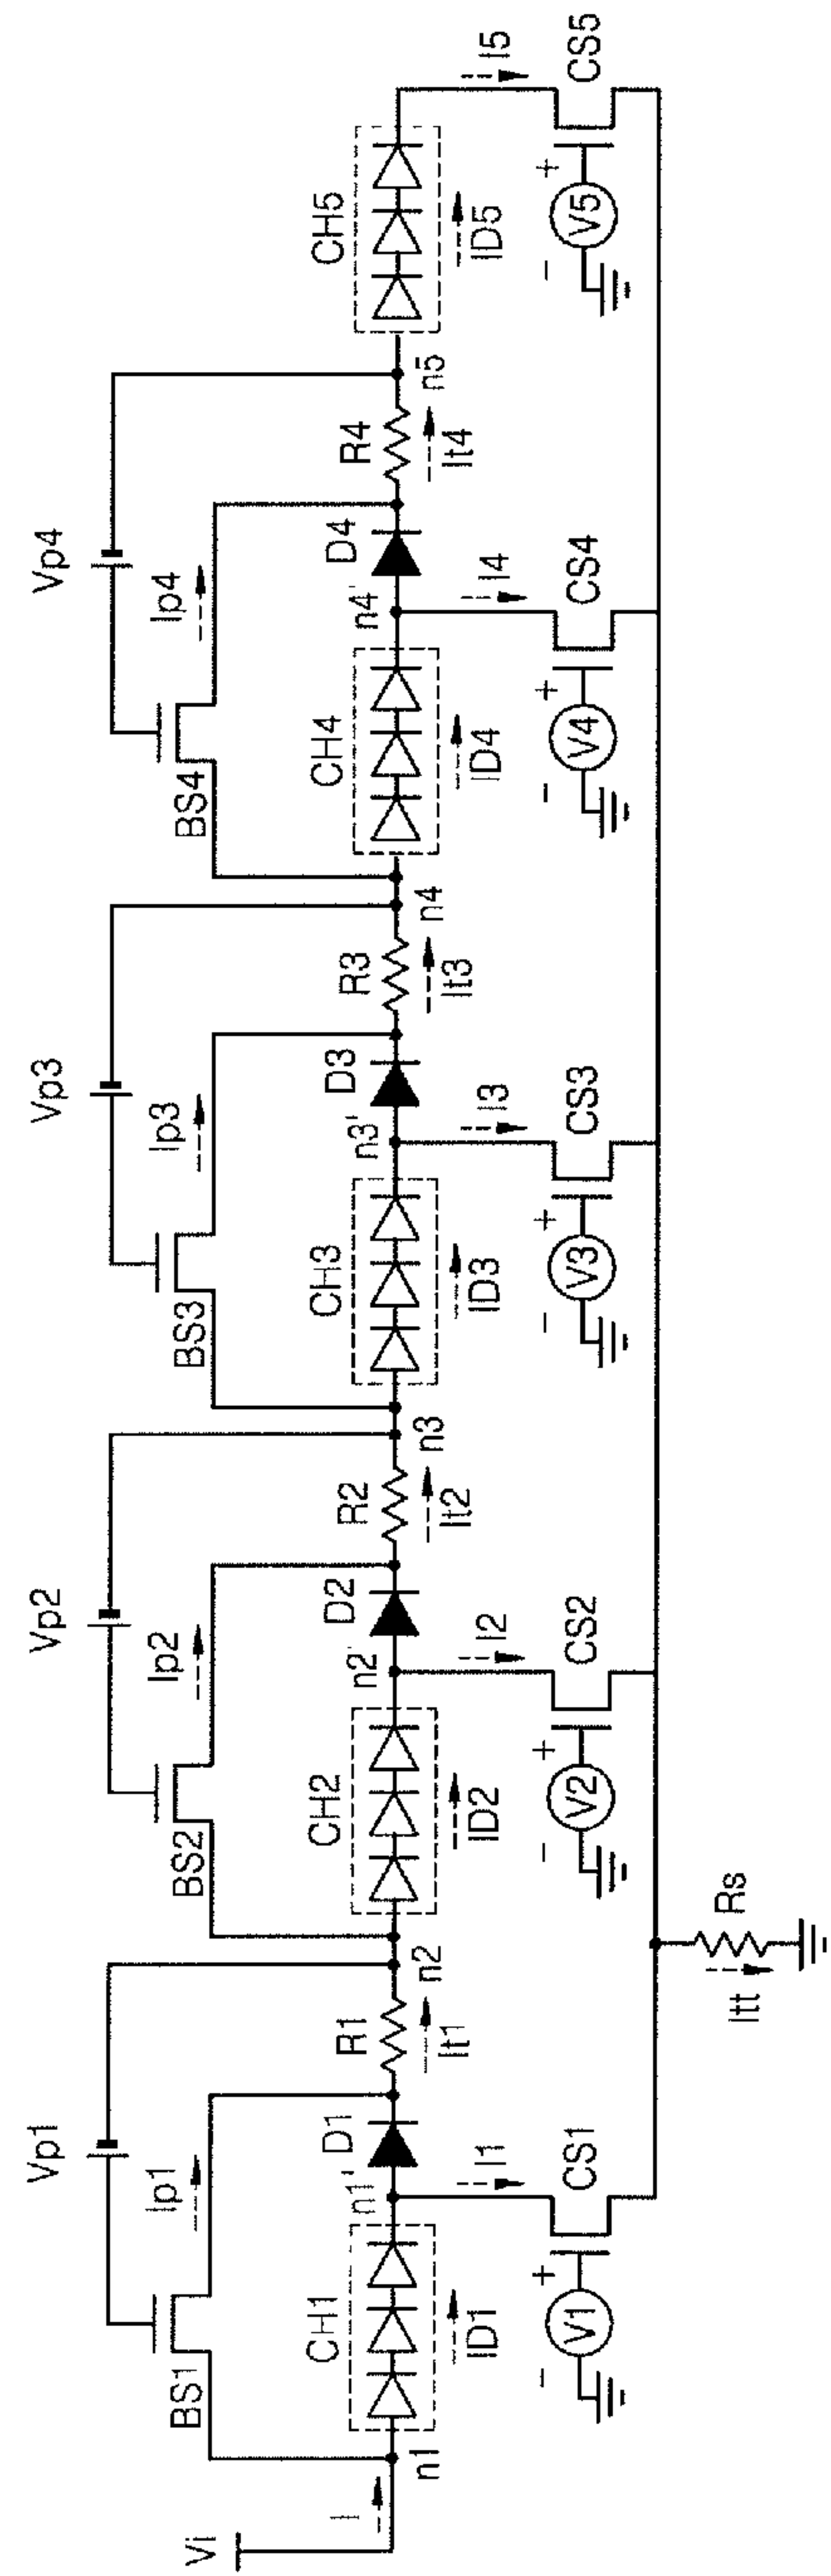 Vp1
Vp2
Vp3
Vp4
Ip1
Ip2
Ip3
Ip4
BS1
BS2
BS3
BS4
Vi
I
n1
CH1
ID1
n1'
D1
R1
It1
n2
CH2
ID2
n2'
D2
R2
It2
n3
CH3
ID3
n3'
D3
R3
It3
n4
CH4
ID4
n4'
D4
R4
It4
n5
CH5
ID5
I1
I2
I3
I4
I5
- V1 +
CS1
- V2 +
CS2
- V3 +
CS3
- V4 +
CS4
- V5 +
CS5
Itt
Rs